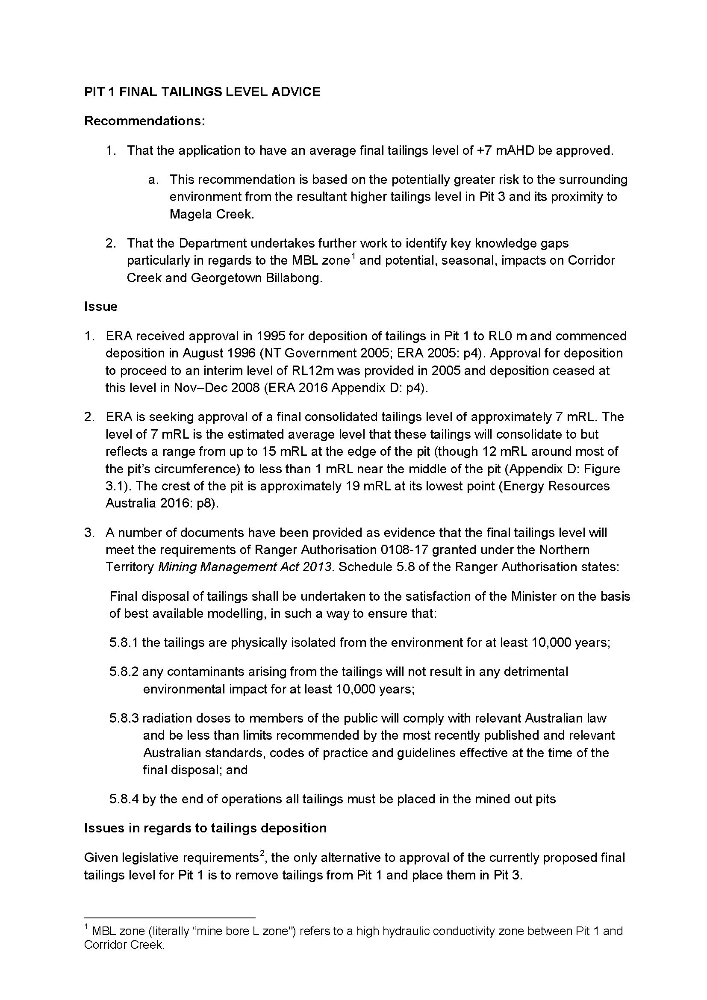 PIT 1 FINAL TAILINGS LEVEL ADVICE
Recommendations:
1. That the application to have an average final tailings level of +7 mAHD be approved.
a. This recommendation is based on the potentially greater risk to the surrounding
environment from the resultant higher tailings level in Pit 3 and its proximity to
Magela Creek.
2. That the Department undertakes further work to identify key knowledge gaps
particularly in regards to the MBL zone1 and potential, seasonal, impacts on Corridor
Creek and Georgetown Billabong.
Issue
1. ERA received approval in 1995 for deposition of tailings in Pit 1 to RL0 m and commenced
deposition in August 1996 (NT Government 2005; ERA 2005: p4). Approval for deposition
to proceed to an interim level of RL12m was provided in 2005 and deposition ceased at
this level in Nov–Dec 2008 (ERA 2016 Appendix D: p4).
2. ERA is seeking approval of a final consolidated tailings level of approximately 7 mRL. The
level of 7 mRL is the estimated average level that these tailings will consolidate to but
reflects a range from up to 15 mRL at the edge of the pit (though 12 mRL around most of
the pit's circumference) to less than 1 mRL near the middle of the pit (Appendix D: Figure
3.1). The crest of the pit is approximately 19 mRL at its lowest point (Energy Resources
Australia 2016: p8).
3. A number of documents have been provided as evidence that the final tailings level will
meet the requirements of Ranger Authorisation 0108-17 granted under the Northern
Territory Mining Management Act 2013. Schedule 5.8 of the Ranger Authorisation states:
Final disposal of tailings shall be undertaken to the satisfaction of the Minister on the basis
of best available modelling, in such a way to ensure that:
5.8.1 the tailings are physically isolated from the environment for at least 10,000 years;
5.8.2 any contaminants arising from the tailings will not result in any detrimental
environmental impact for at least 10,000 years;
5.8.3 radiation doses to members of the public will comply with relevant Australian law
and be less than limits recommended by the most recently published and relevant
Australian standards, codes of practice and guidelines effective at the time of the
final disposal; and
5.8.4 by the end of operations all tailings must be placed in the mined out pits
Issues in regards to tailings deposition
Given legislative requirements2, the only alternative to approval of the currently proposed final
tailings level for Pit 1 is to remove tailings from Pit 1 and place them in Pit 3.
1 MBL zone (literally "mine bore L zone") refers to a high hydraulic conductivity zone between Pit 1 and
Corridor Creek.